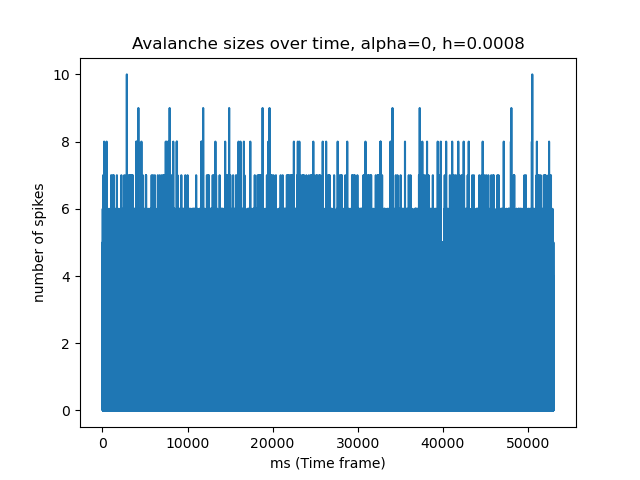 Avalanche sizes over time, alpha=0, h=0.0008
10
8
6
4
2
0
number of spikes
0 10000 20000 30000 40000 50000
ms (Time frame)